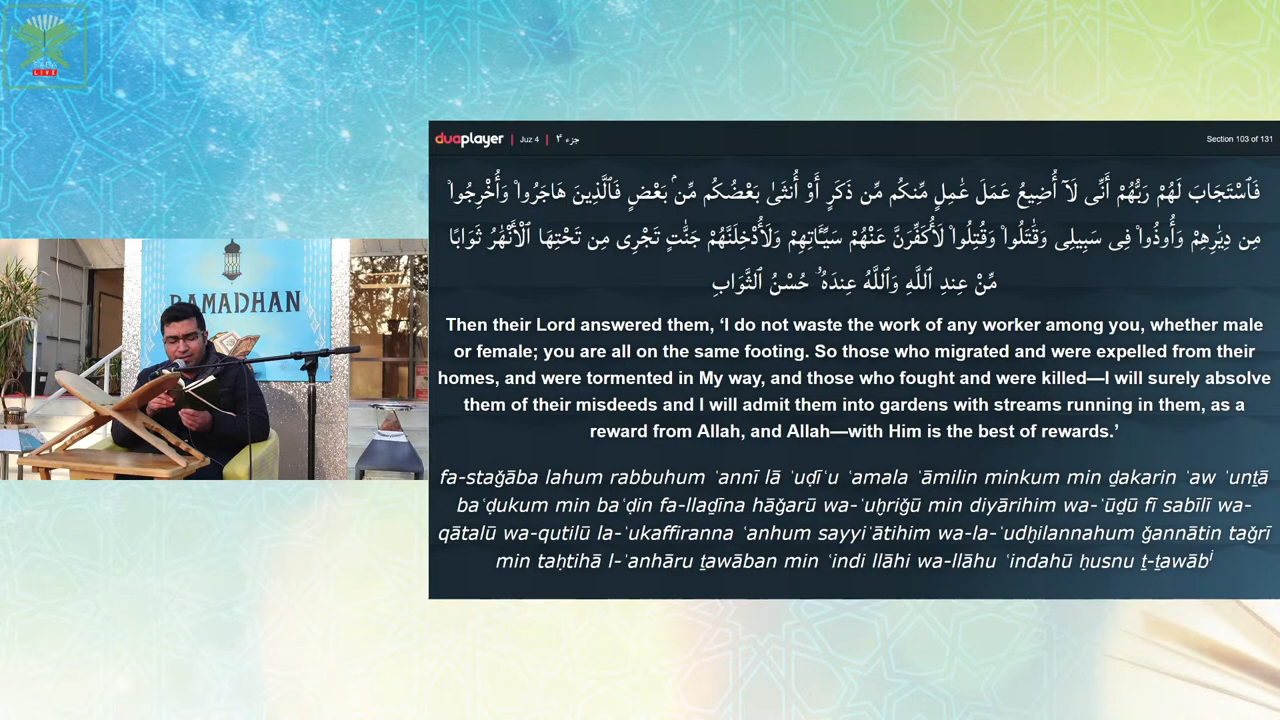 LIVE
RAMADHAN
duaplayer | Juz 4 | جزء ۴
Section 103 of 131
فَٱسْتَجَابَ لَهُمْ رَبُّهُمْ أَنِّى لَآ أُضِيعُ عَمَلَ عَٰمِلٍ مِّنكُم مِّن ذَكَرٍ أَوْ أُنثَىٰ بَعْضُكُم مِّنۢ بَعْضٍ فَٱلَّذِينَ هَاجَرُوا۟ وَأُخْرِجُوا۟
مِن دِيَٰرِهِمْ وَأُوذُوا۟ فِى سَبِيلِى وَقَٰتَلُوا۟ وَقُتِلُوا۟ لَأُكَفِّرَنَّ عَنْهُمْ سَيِّـَٔاتِهِمْ وَلَأُدْخِلَنَّهُمْ جَنَّٰتٍ تَجْرِى مِن تَحْتِهَا ٱلْأَنْهَٰرُ ثَوَابًا
مِّنْ عِندِ ٱللَّهِ وَٱللَّهُ عِندَهُۥ حُسْنُ ٱلثَّوَابِ
Then their Lord answered them, ‘I do not waste the work of any worker among you, whether male
or female; you are all on the same footing. So those who migrated and were expelled from their
homes, and were tormented in My way, and those who fought and were killed—I will surely absolve
them of their misdeeds and I will admit them into gardens with streams running in them, as a
reward from Allah, and Allah—with Him is the best of rewards.’
fa-staǧāba lahum rabbuhum ʾannī lā ʾuḍīʿu ʿamala ʿāmilin minkum min ḏakarin ʾaw ʾunṯā
baʿḍukum min baʿḍin fa-llaḏīna hāǧarū wa-ʾuḫriǧū min diyārihim wa-ʾūḏū fī sabīlī wa-
qātalū wa-qutilū la-ʾukaffiranna ʿanhum sayyiʾātihim wa-la-ʾudḫilannahum ǧannātin taǧrī
min taḥtihā l-ʾanhāru ṯawāban min ʿindi llāhi wa-llāhu ʿindahū ḥusnu ṯ-ṯawābⁱ